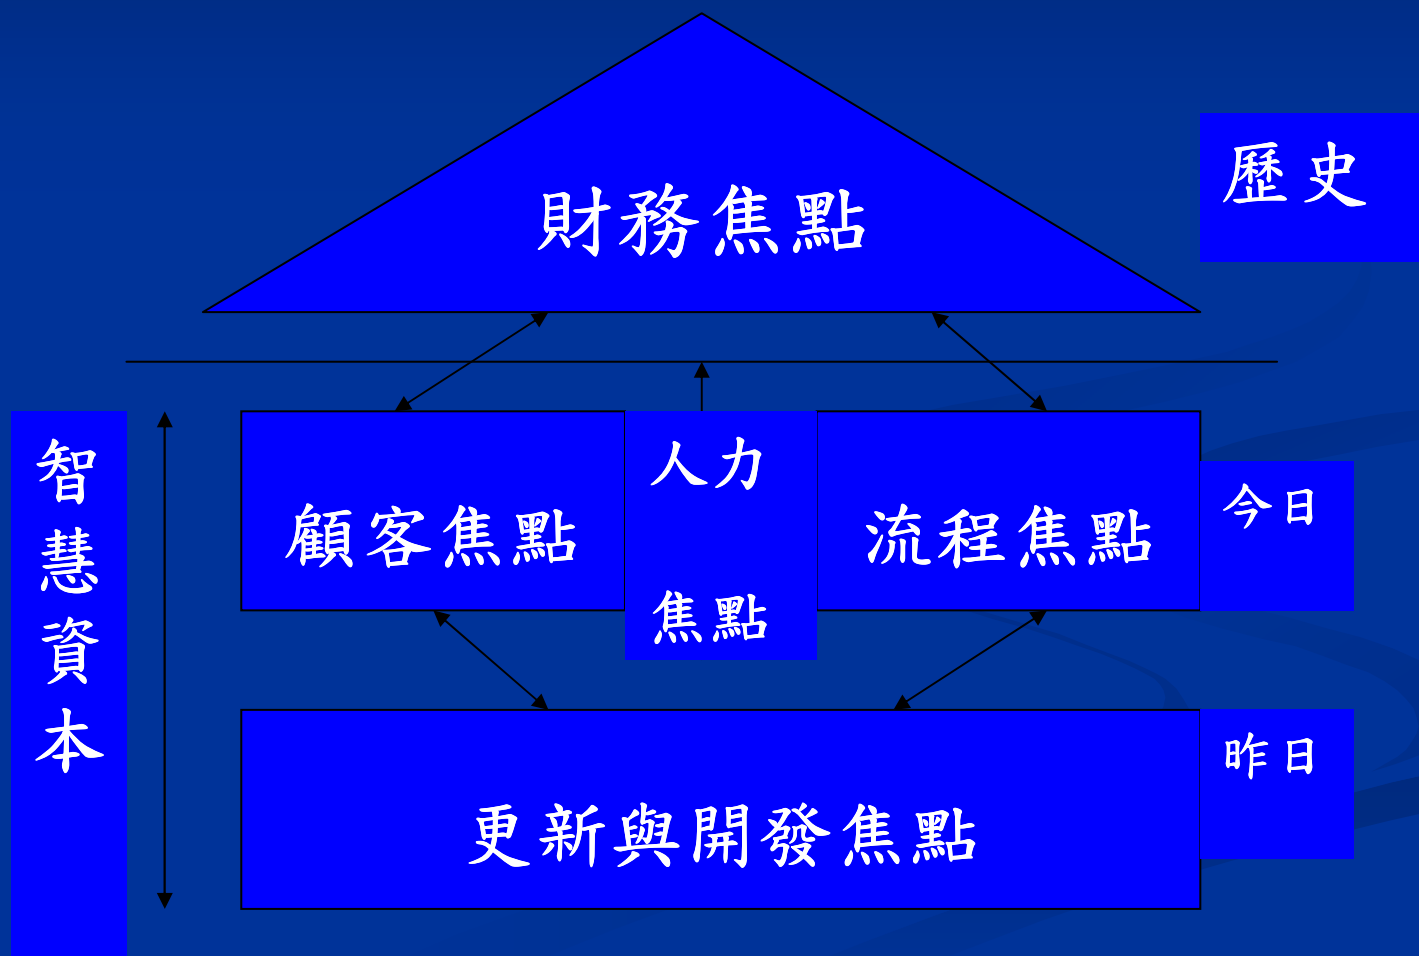 財務焦點
歷史
智慧資本
顧客焦點
人力
焦點
流程焦點
今日
更新與開發焦點
昨日